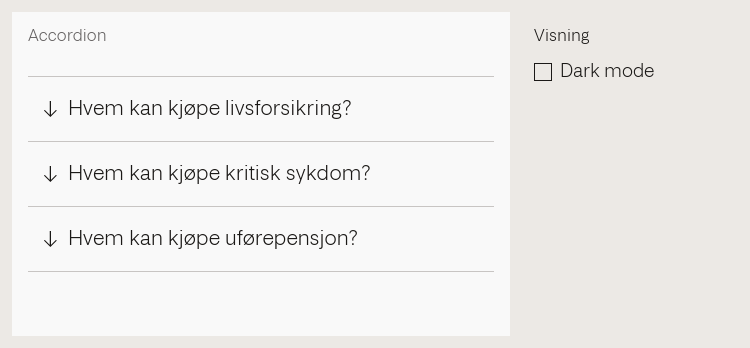 Accordion
Hvem kan kjøpe livsforsikring?
Hvem kan kjøpe kritisk sykdom?
Hvem kan kjøpe uførepensjon?
Visning
Dark mode